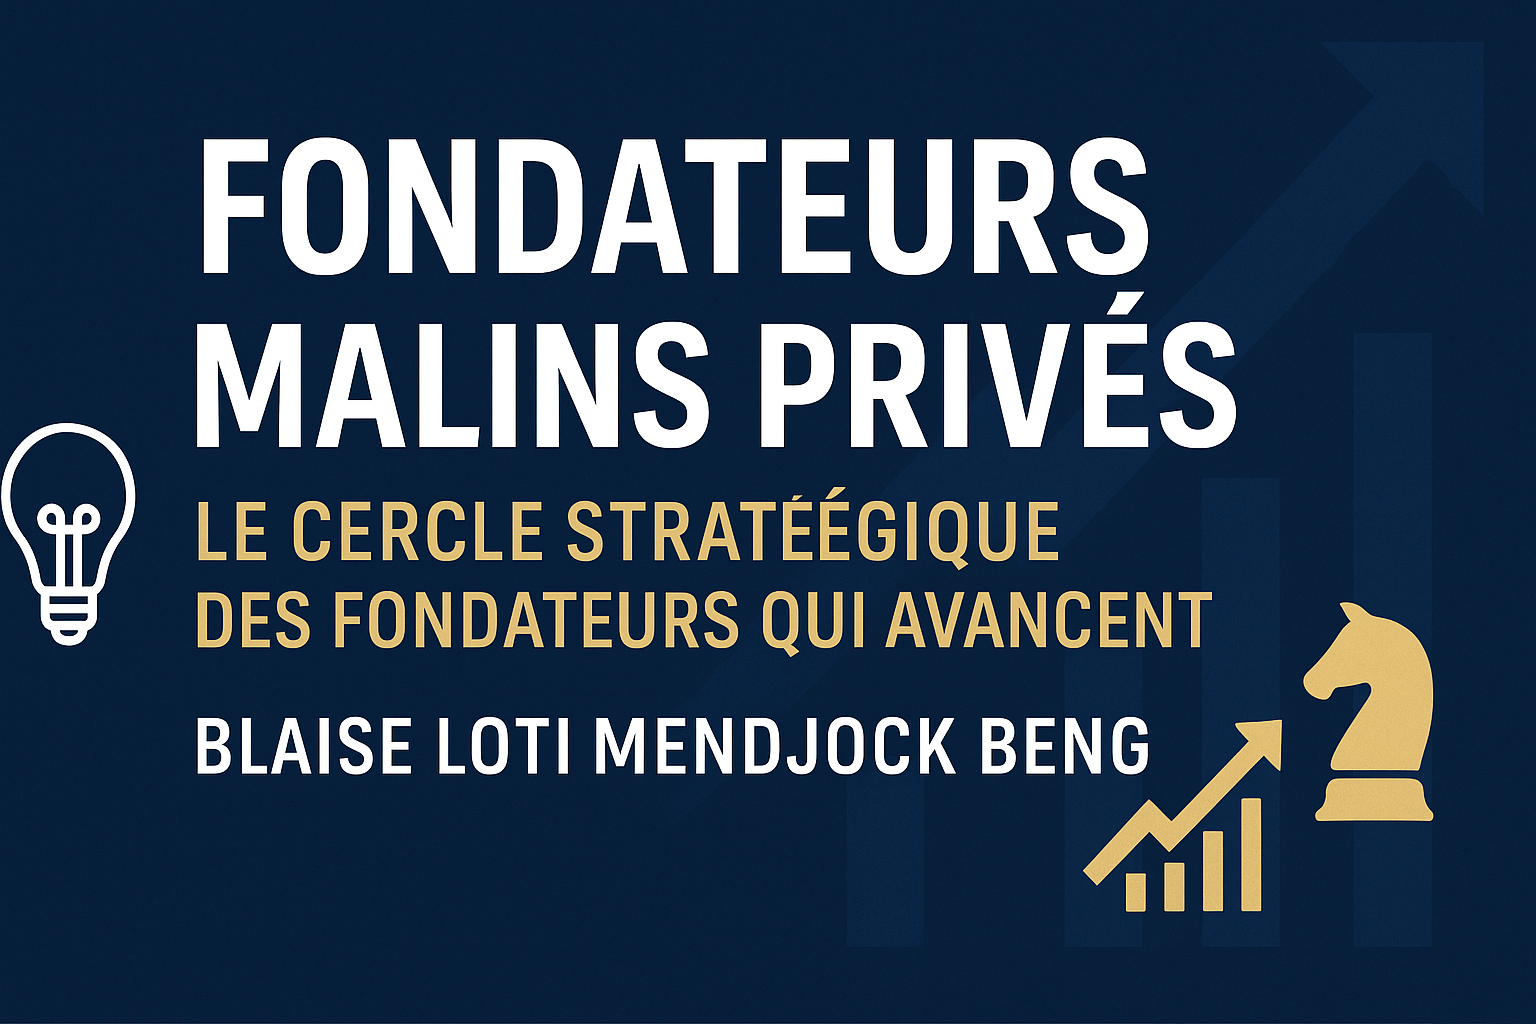 FONDATEURS
MALINS PRIVÉS
LE CERCLE STRATÉÉGIQUE
DES FONDATEURS QUI AVANCENT
BLAISE LOTI MENDJOCK BENG